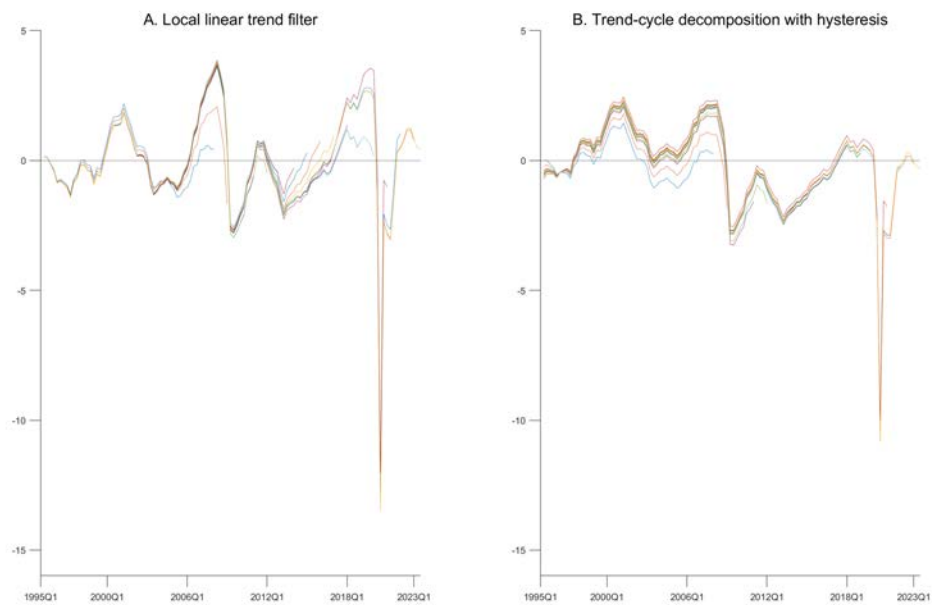 A. Local linear trend filter
5
0
-5
-10
-15
1995Q1 2000Q1 2006Q1 2012Q1 2018Q1 2023Q1
B. Trend-cycle decomposition with hysteresis
5
0
-5
-10
-15
1995Q1 2000Q1 2006Q1 2012Q1 2018Q1 2023Q1